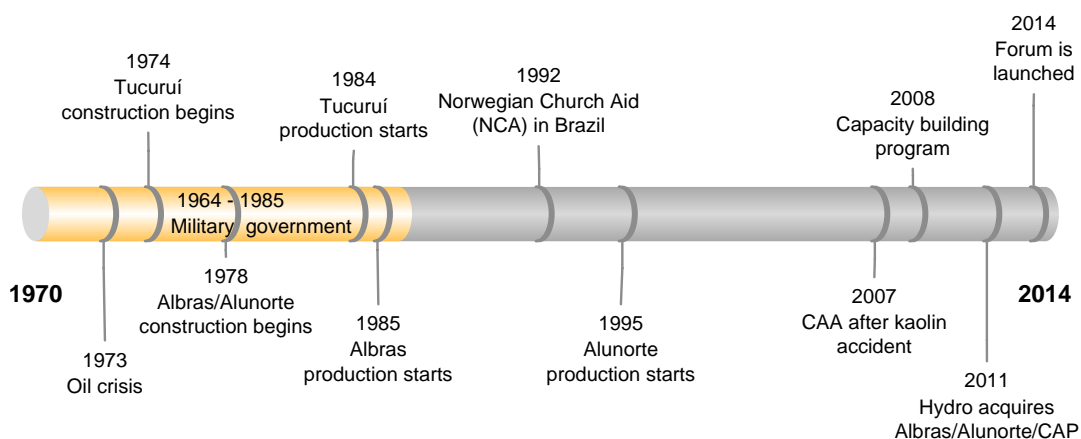 1974
Tucuruí
construction begins
1984
Tucuruí
production starts
1992
Norwegian Church Aid
(NCA) in Brazil
2008
Capacity building
program
2014
Forum is
launched
1964 - 1985
Military government
1970
2014
1973
Oil crisis
1978
Albras/Alunorte
construction begins
1985
Albras
production starts
1995
Alunorte
production starts
2007
CAA after kaolin
accident
2011
Hydro acquires
Albras/Alunorte/CAP